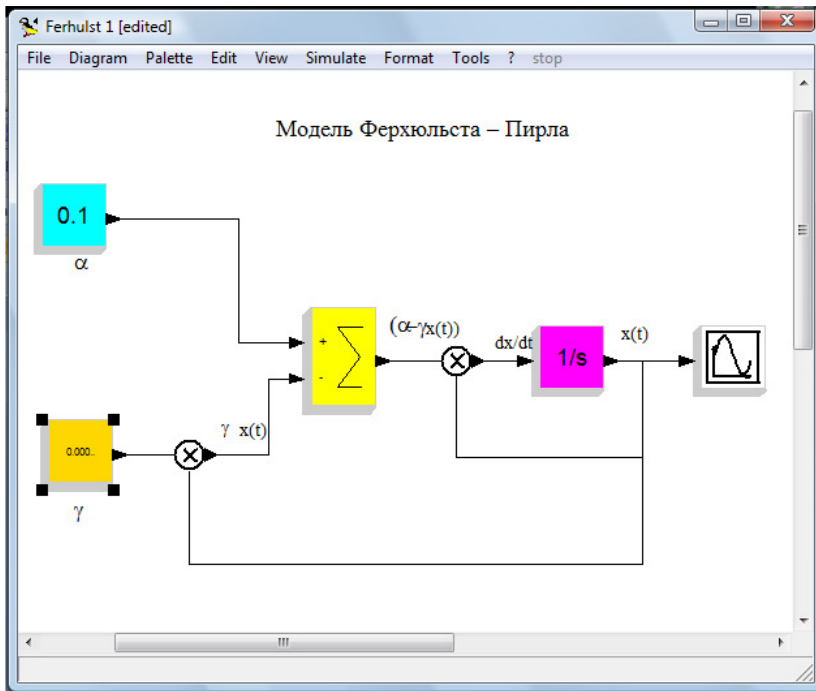 Ferhulst 1 [edited]
File Diagram Palette Edit View Simulate Format Tools ? stop
Модель Ферхюльста – Пирла
0.1
α
+
-
(α-γx(t))
dx/dt
1/s
x(t)
0.000..
γ x(t)
γ